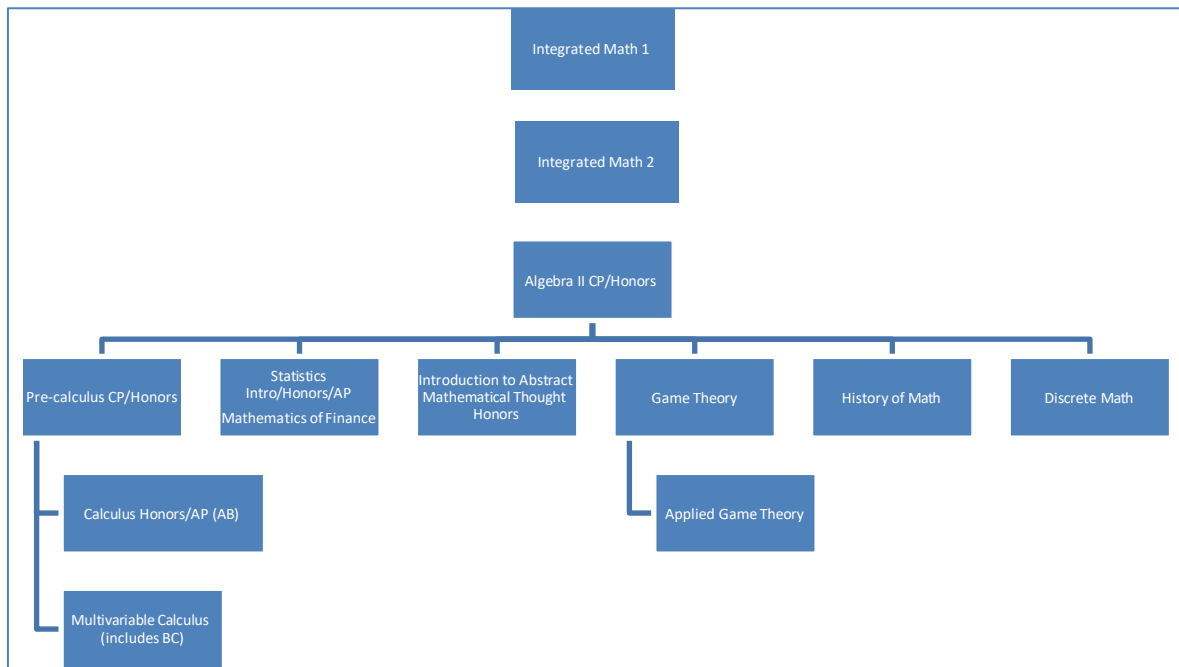 Integrated Math 1
Integrated Math 2
Algebra II CP/Honors
Pre-calculus CP/Honors
Statistics
Intro/Honors/AP
Mathematics of Finance
Introduction to Abstract
Mathematical Thought
Honors
Game Theory
History of Math
Discrete Math
Calculus Honors/AP (AB)
Applied Game Theory
Multivariable Calculus
(includes BC)